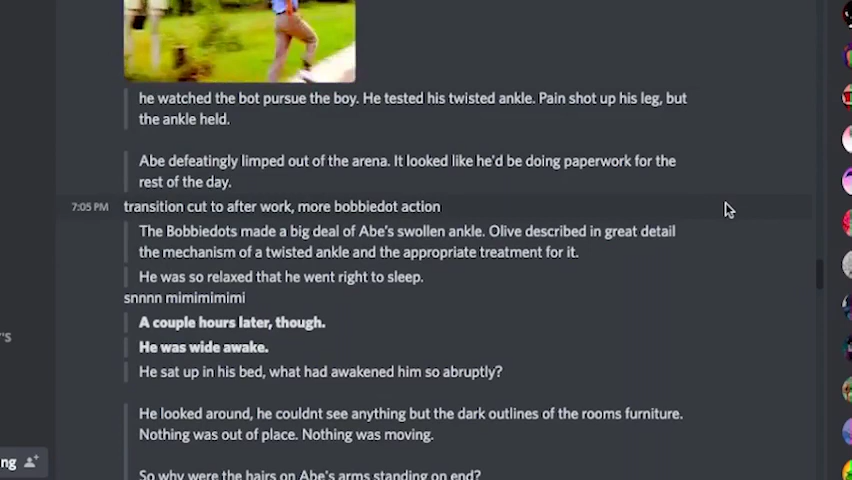 he watched the bot pursue the boy. He tested his twisted ankle. Pain shot up his leg, but
the ankle held.
Abe defeatingly limped out of the arena. It looked like he'd be doing paperwork for the
rest of the day.
7:05 PM transition cut to after work, more bobbiedot action
The Bobbiedots made a big deal of Abe's swollen ankle. Olive described in great detail
the mechanism of a twisted ankle and the appropriate treatment for it.
He was so relaxed that he went right to sleep.
snnnn mimimimimi
A couple hours later, though.
He was wide awake.
He sat up in his bed, what had awakened him so abruptly?
He looked around, he couldnt see anything but the dark outlines of the rooms furniture.
Nothing was out of place. Nothing was moving.
So why were the hairs on Abe's arms standing on end?
's
ng